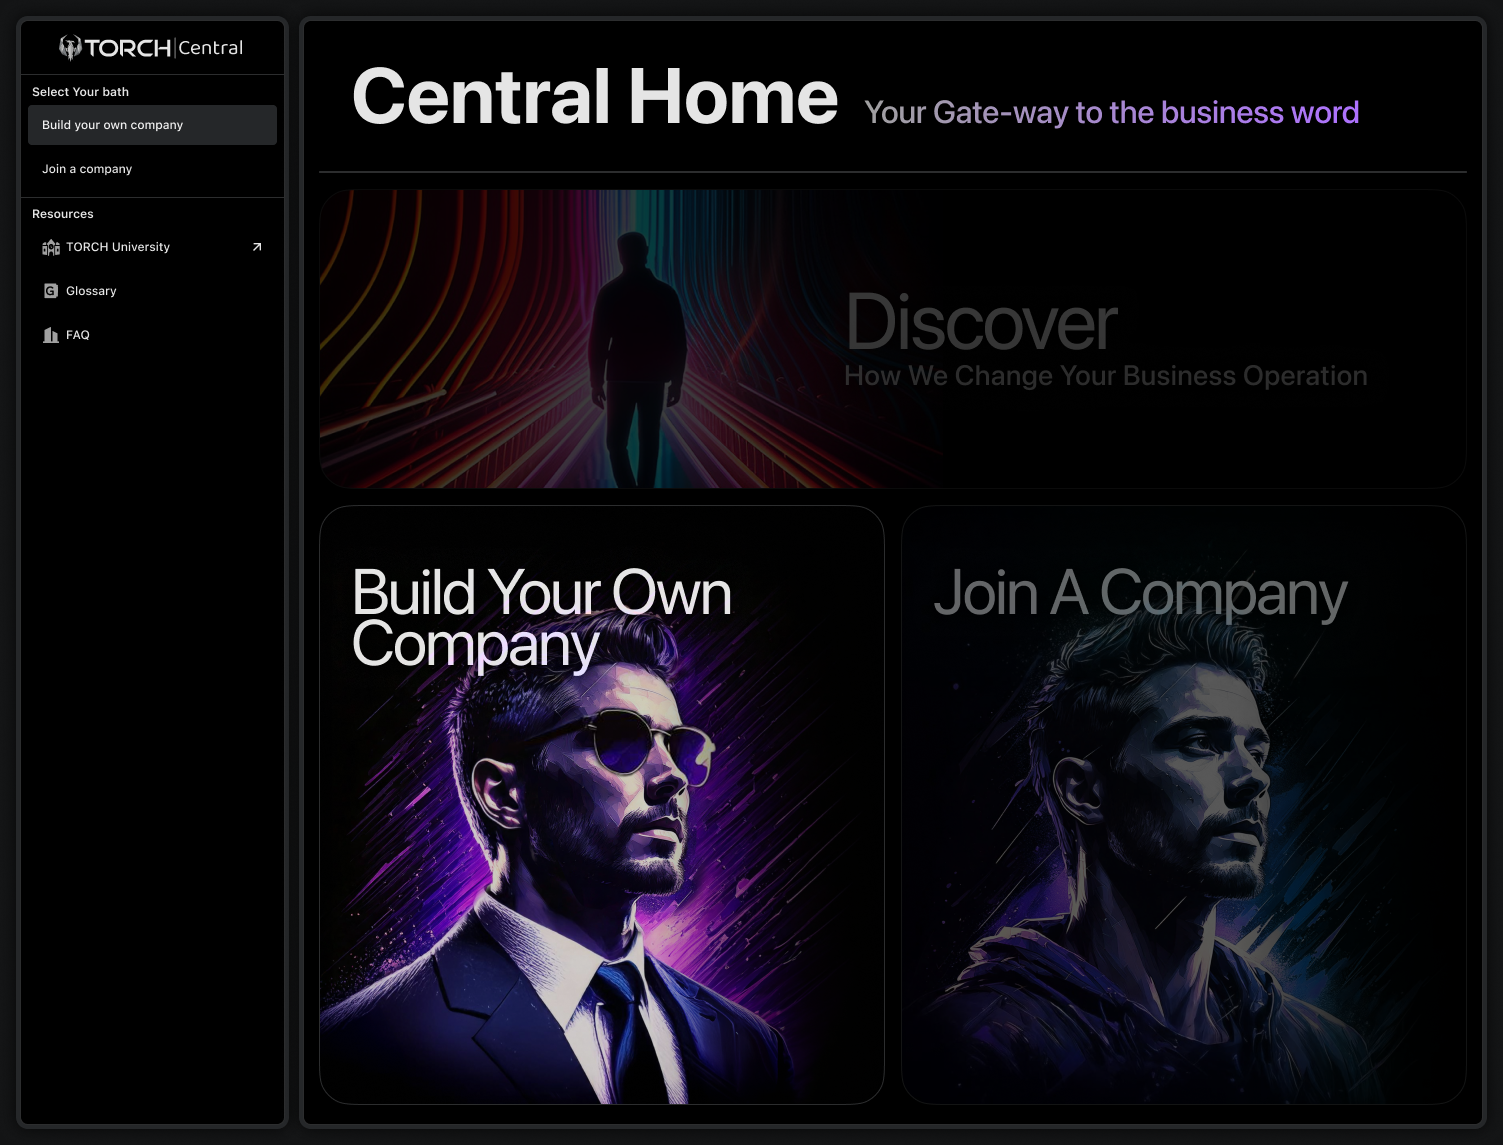 TORCH|Central
Select Your bath
Build your own company
Join a company
Resources
TORCH University
G Glossary
FAQ
Central Home Your Gate-way to the business word
Discover
How We Change Your Business Operation
Build Your Own
Company
Join A Company